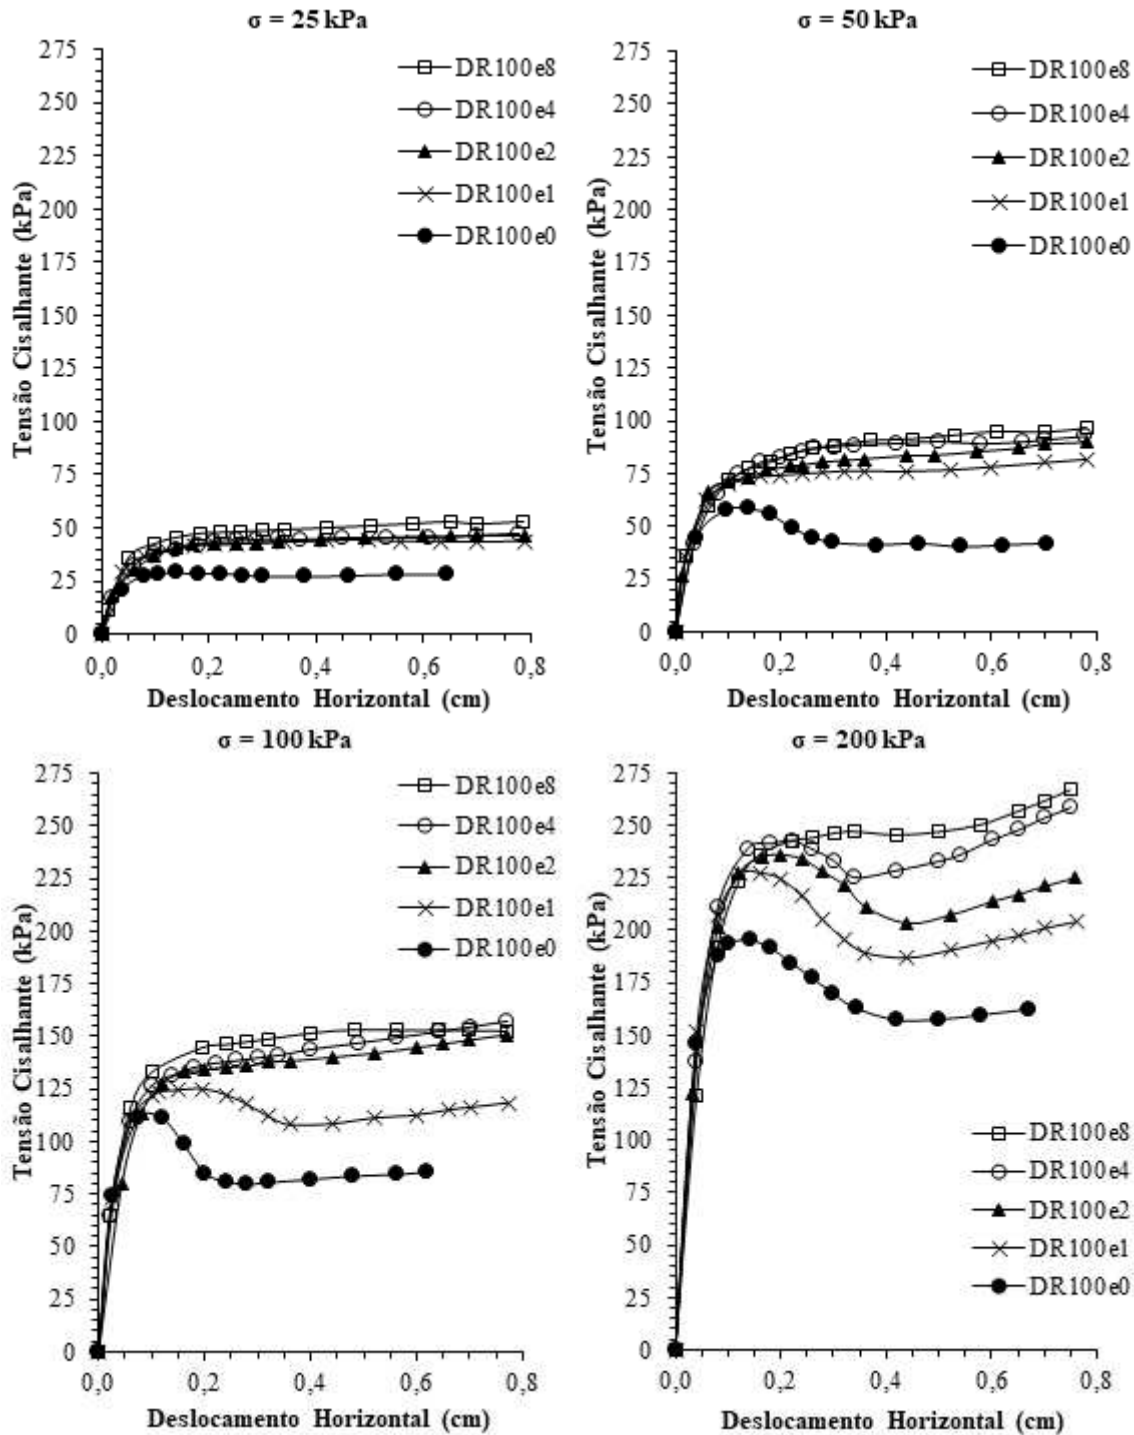 σ = 25 kPa
275
250
225
200
175
150
125
100
75
50
25
0
Tensão Cisalhante (kPa)
DR100e8
DR100e4
DR100e2
DR100e1
DR100e0
0,0 0,2 0,4 0,6 0,8
Deslocamento Horizontal (cm)
σ = 50 kPa
275
250
225
200
175
150
125
100
75
50
25
0
Tensão Cisalhante (kPa)
DR100e8
DR100e4
DR100e2
DR100e1
DR100e0
0,0 0,2 0,4 0,6 0,8
Deslocamento Horizontal (cm)
σ = 100 kPa
275
250
225
200
175
150
125
100
75
50
25
0
Tensão Cisalhante (kPa)
DR100e8
DR100e4
DR100e2
DR100e1
DR100e0
0,0 0,2 0,4 0,6 0,8
Deslocamento Horizontal (cm)
σ = 200 kPa
275
250
225
200
175
150
125
100
75
50
25
0
Tensão Cisalhante (kPa)
DR100e8
DR100e4
DR100e2
DR100e1
DR100e0
0,0 0,2 0,4 0,6 0,8
Deslocamento Horizontal (cm)